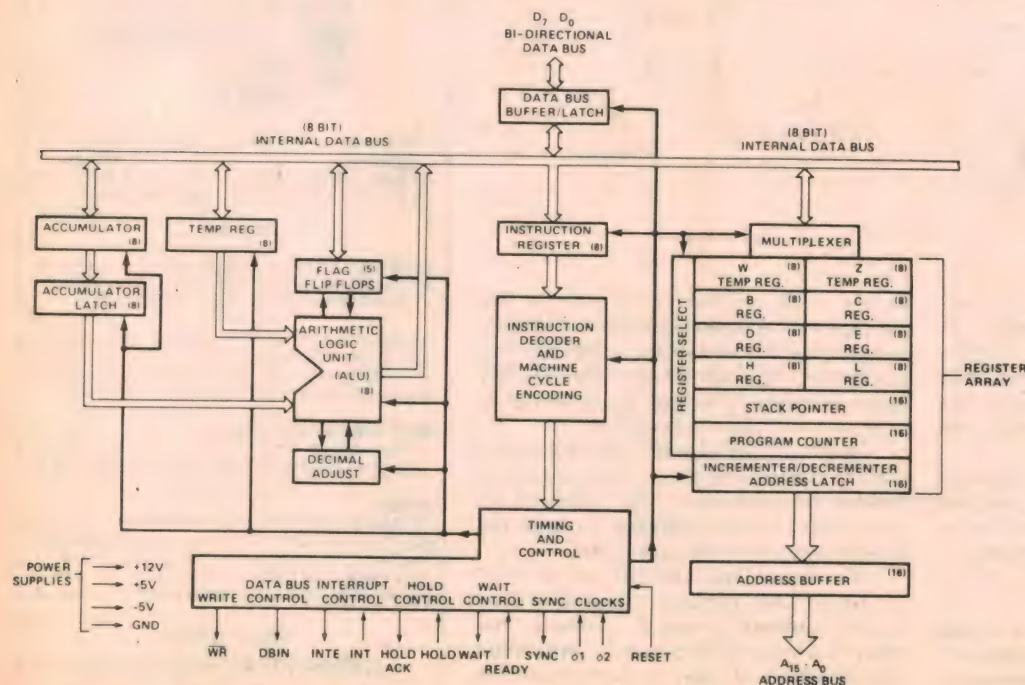 D7 D0
BI-DIRECTIONAL
DATA BUS
DATA BUS
BUFFER/LATCH
(8 BIT)
INTERNAL DATA BUS
(8 BIT)
INTERNAL DATA BUS
ACCUMULATOR
(8)
TEMP REG
(8)
INSTRUCTION
REGISTER (8)
MULTIPLEXER
ACCUMULATOR
LATCH (8)
FLAG (5)
FLIP FLOPS
ARITHMETIC
LOGIC
UNIT
(ALU)
(8)
DECIMAL
ADJUST
INSTRUCTION
DECODER
AND
MACHINE
CYCLE
ENCODING
REGISTER SELECT
W (8)
TEMP REG.
Z (8)
TEMP REG.
B (8)
REG.
C (8)
REG.
D (8)
REG.
E (8)
REG.
H (8)
REG.
L (8)
REG.
STACK POINTER (16)
PROGRAM COUNTER (16)
INCREMENTER/DECREMENTER
ADDRESS LATCH (16)
REGISTER
ARRAY
TIMING
AND
CONTROL
WRITE
DATA BUS
CONTROL
INTERRUPT
CONTROL
HOLD
CONTROL
WAIT
CONTROL
SYNC
CLOCKS
POWER
SUPPLIES
+12V
+5V
-5V
GND
WR
DBIN
INTE
INT
HOLD
ACK
HOLD
WAIT
READY
SYNC
ϕ1
ϕ2
RESET
ADDRESS BUFFER (16)
A15 - A0
ADDRESS BUS